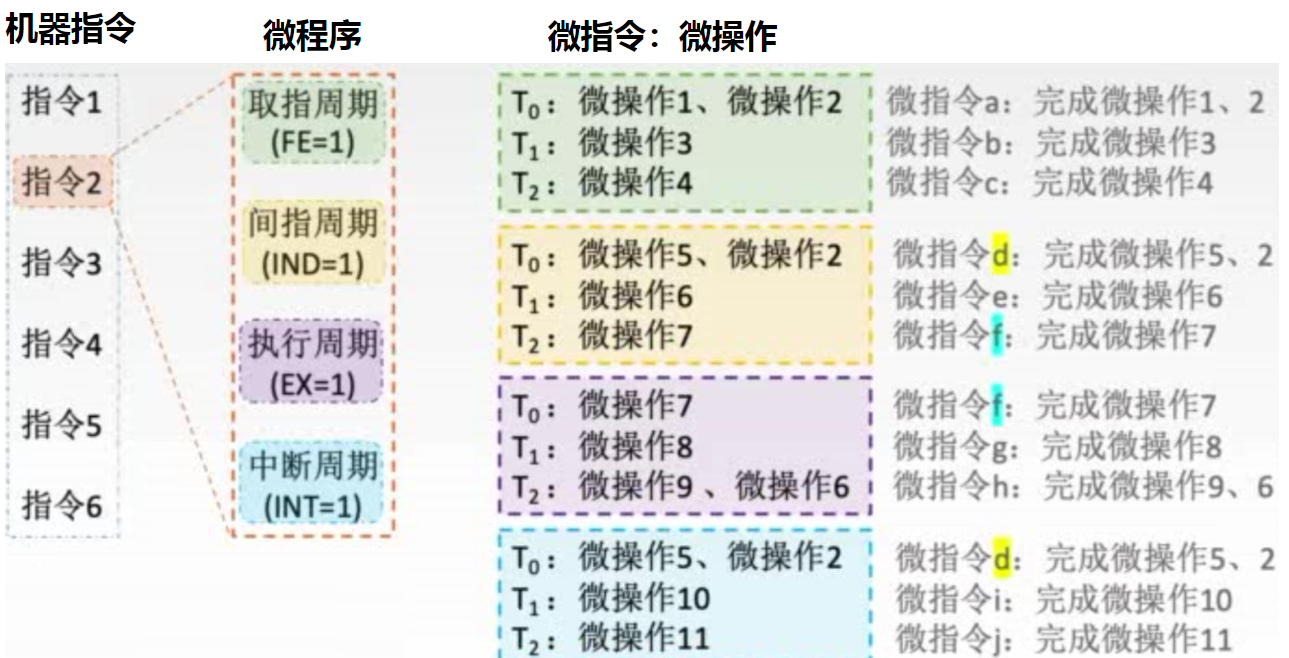 机器指令
微程序
微指令：微操作
指令1
指令2
指令3
指令4
指令5
指令6
取指周期
(FE=1)
间指周期
(IND=1)
执行周期
(EX=1)
中断周期
(INT=1)
T₀：微操作1、微操作2
微指令a：完成微操作1、2
T₁：微操作3
微指令b：完成微操作3
T₂：微操作4
微指令c：完成微操作4
T₀：微操作5、微操作2
微指令d：完成微操作5、2
T₁：微操作6
微指令e：完成微操作6
T₂：微操作7
微指令f：完成微操作7
T₀：微操作7
微指令f：完成微操作7
T₁：微操作8
微指令g：完成微操作8
T₂：微操作9 、微操作6
微指令h：完成微操作9、6
T₀：微操作5、微操作2
微指令d：完成微操作5、2
T₁：微操作10
微指令i：完成微操作10
T₂：微操作11
微指令j：完成微操作11